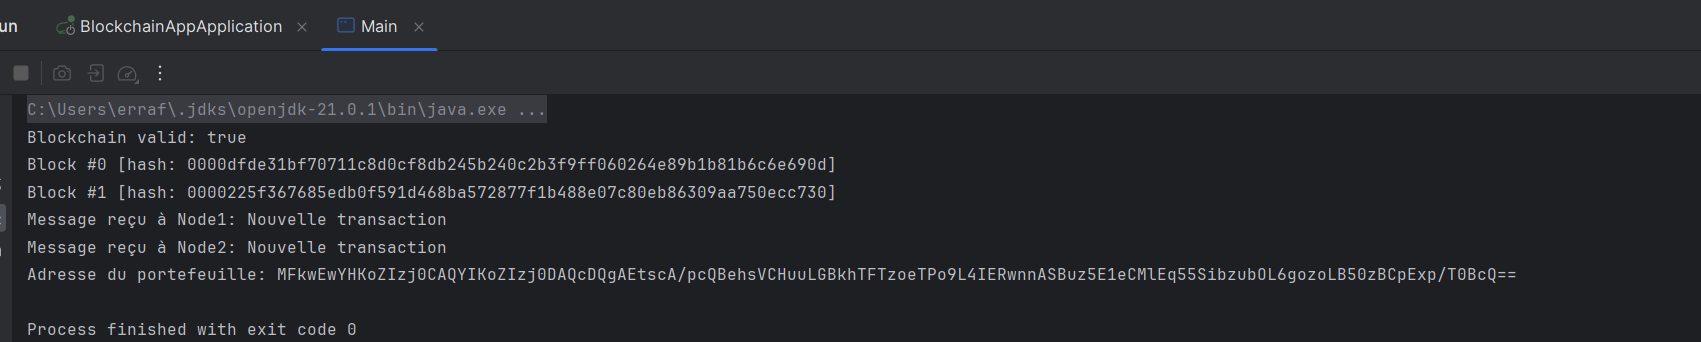 un BlockchainAppApplication Main
C:\Users\erraf\.jdks\openjdk-21.0.1\bin\java.exe ...
Blockchain valid: true
Block #0 [hash: 0000dfde31bf70711c8d0cf8db245b240c2b3f9ff060264e89b1b81b6c6e690d]
Block #1 [hash: 0000225f367685edb0f591d468ba572877f1b488e07c80eb86309aa750ecc730]
Message reçu à Node1: Nouvelle transaction
Message reçu à Node2: Nouvelle transaction
Adresse du portefeuille: MFkwEwYHKoZIzj0CAQYIKoZIzj0DAQcDQgAEtscA/pcQBehsVCHuuLGBkhTFTzoeTPo9L4IERwnnASBuz5E1eCMlEq55SibzubOL6gozoLB50zBCpExp/T0BcQ==
Process finished with exit code 0